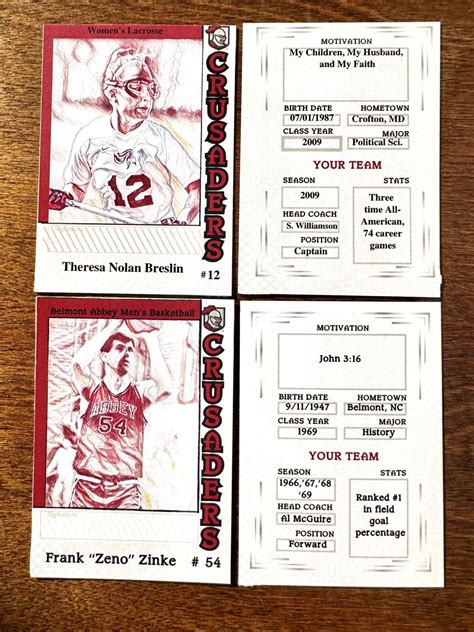 Women's Lacrosse
CRUSADERS
12
Signature
Theresa Nolan Breslin
#12
MOTIVATION
My Children, My Husband,
and My Faith
BIRTH DATE
HOMETOWN
07/01/1987
Crofton, MD
CLASS YEAR
MAJOR
2009
Political Sci.
YOUR TEAM
SEASON
STATS
2009
HEAD COACH
S. Williamson
POSITION
Captain
Three
time All-
American,
74 career
games
Belmont Abbey Men's Basketball
CRUSADERS
ABBEY
54
Signature
Frank "Zeno" Zinke
# 54
MOTIVATION
John 3:16
BIRTH DATE
HOMETOWN
9/11/1947
Belmont, NC
CLASS YEAR
MAJOR
1969
History
YOUR TEAM
SEASON
STATS
1966,'67,'68
'69
HEAD COACH
Al McGuire
POSITION
Forward
Ranked #1
in field
goal
percentage